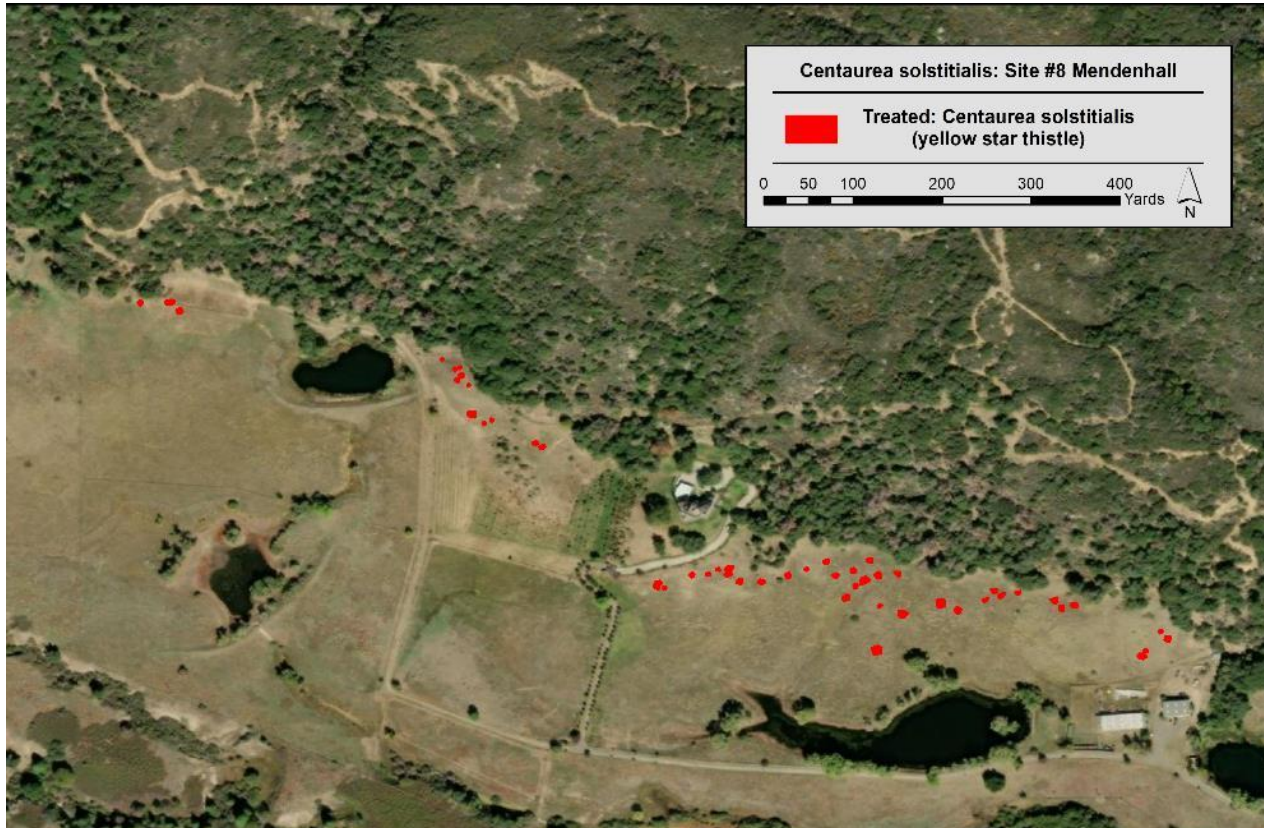 Centaurea solstitialis: Site #8 Mendenhall
Treated: Centaurea solstitialis
(yellow star thistle)
0 50 100 200 300 400
Yards
N